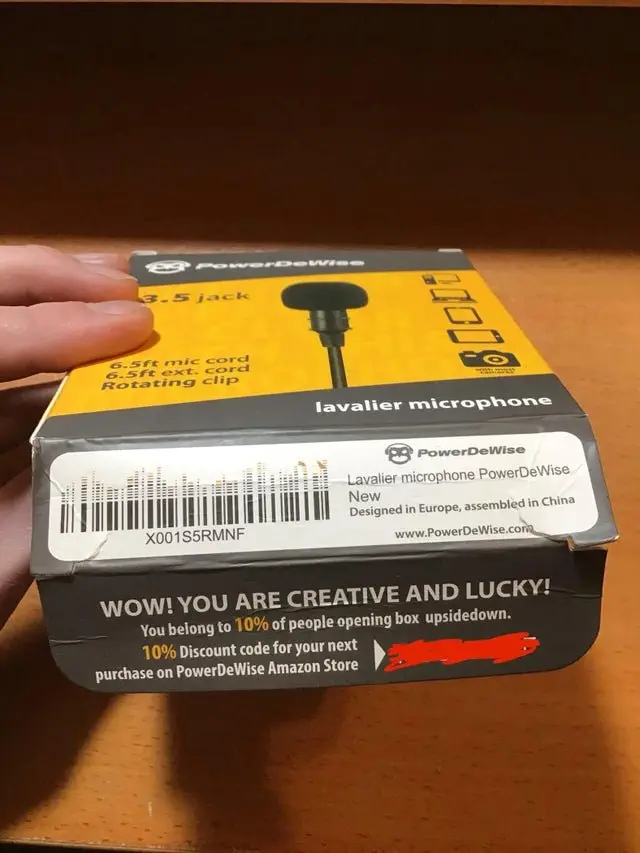 PowerDeWise
3.5 jack
6.5ft mic cord
6.5ft ext. cord
Rotating clip
with most
cameras
lavalier microphone
PowerDeWise
Lavalier microphone PowerDeWise
New
Designed in Europe, assembled in China
X001S5RMNF
www.PowerDeWise.com
WOW! YOU ARE CREATIVE AND LUCKY!
You belong to 10% of people opening box upsidedown.
10% Discount code for your next
purchase on PowerDeWise Amazon Store